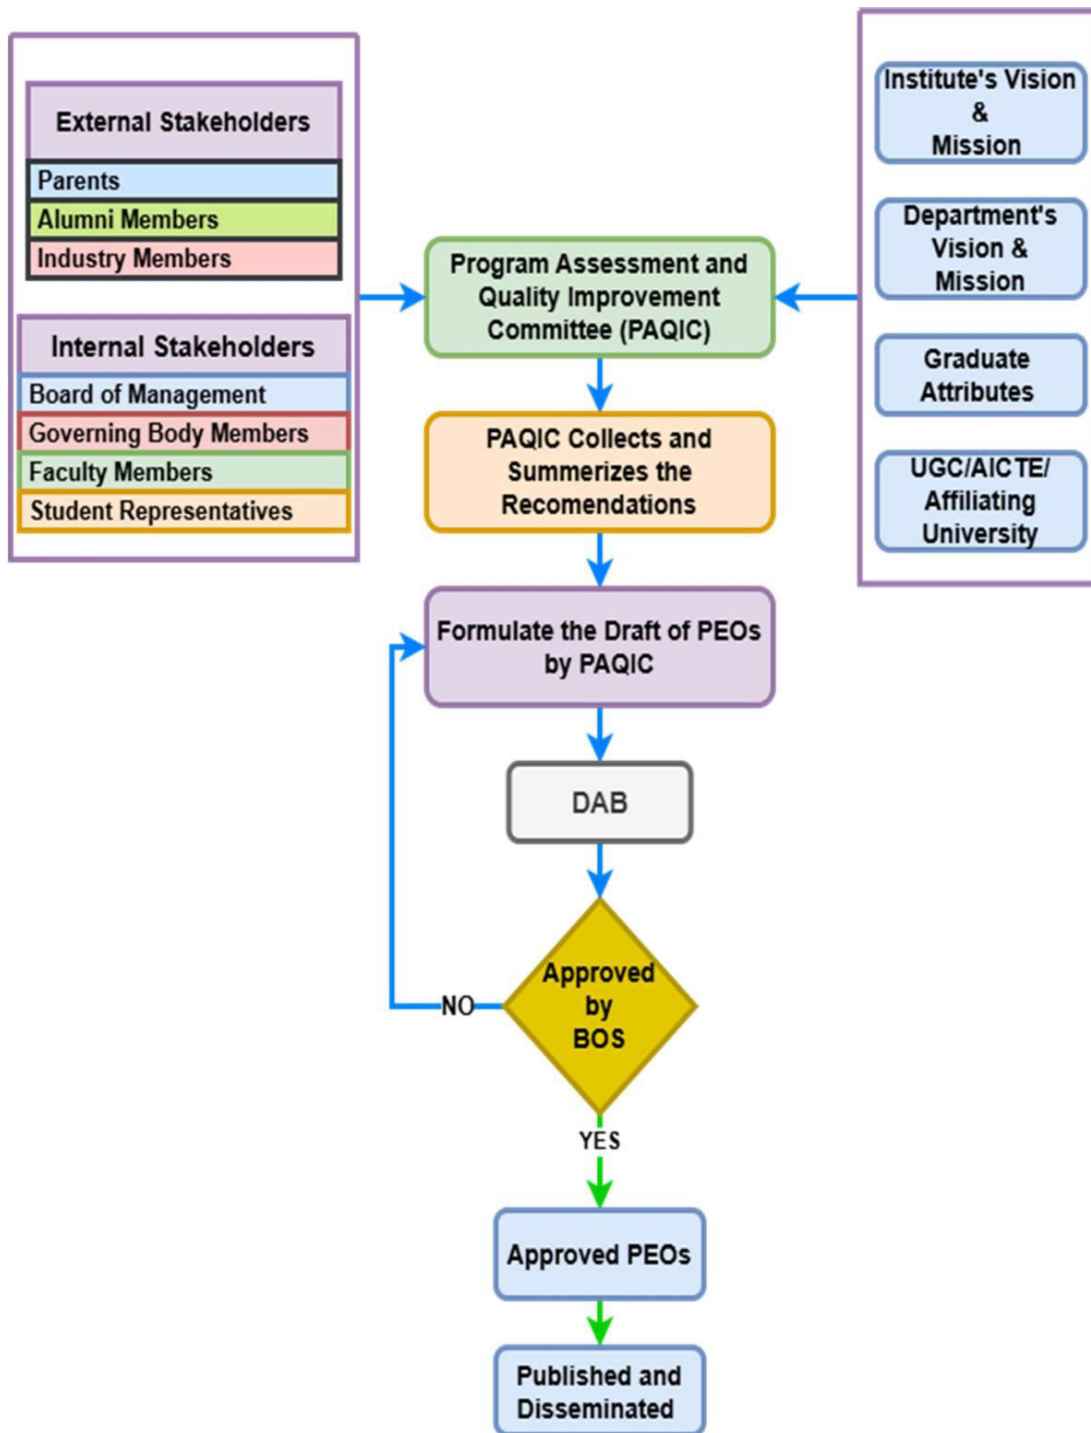 External Stakeholders
Parents
Alumni Members
Industry Members
Internal Stakeholders
Board of Management
Governing Body Members
Faculty Members
Student Representatives
Institute's Vision
&
Mission
Department's
Vision &
Mission
Graduate
Attributes
UGC/AICTE/
Affiliating
University
Program Assessment and
Quality Improvement
Committee (PAQIC)
PAQIC Collects and
Summerizes the
Recomendations
Formulate the Draft of PEOs
by PAQIC
DAB
Approved
by
BOS
NO
YES
Approved PEOs
Published and
Disseminated